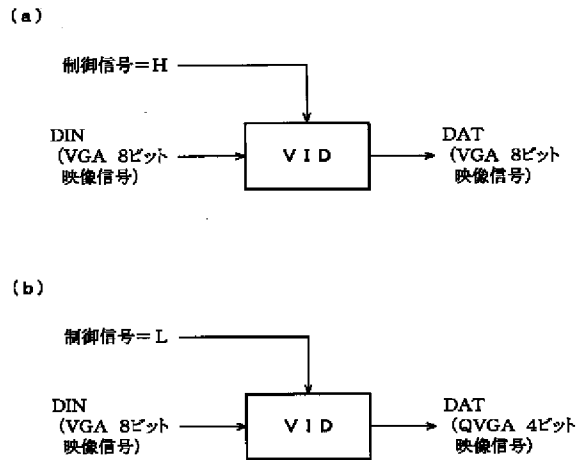 (a)
制御信号=H
DIN
(VGA 8ビット
映像信号)
VID
DAT
(VGA 8ビット
映像信号)
(b)
制御信号=L
DIN
(VGA 8ビット
映像信号)
VID
DAT
(QVGA 4ビット
映像信号)